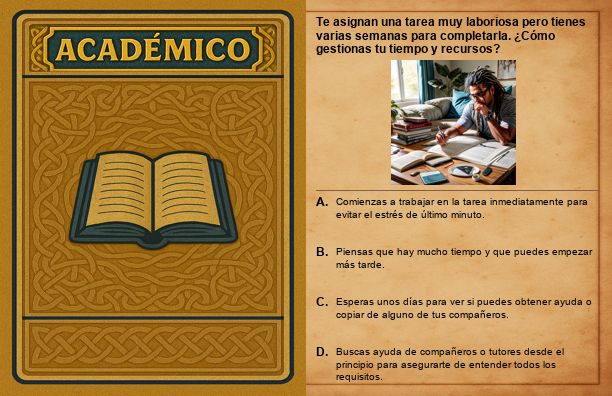 ACADÉMICO
Te asignan una tarea muy laboriosa pero tienes
varias semanas para completarla. ¿Cómo
gestionas tu tiempo y recursos?
A. Comienzas a trabajar en la tarea inmediatamente para
evitar el estrés de último minuto.
B. Piensas que hay mucho tiempo y que puedes empezar
más tarde.
C. Esperas unos días para ver si puedes obtener ayuda o
copiar de alguno de tus compañeros.
D. Buscas ayuda de compañeros o tutores desde el
principio para asegurarte de entender todos los
requisitos.